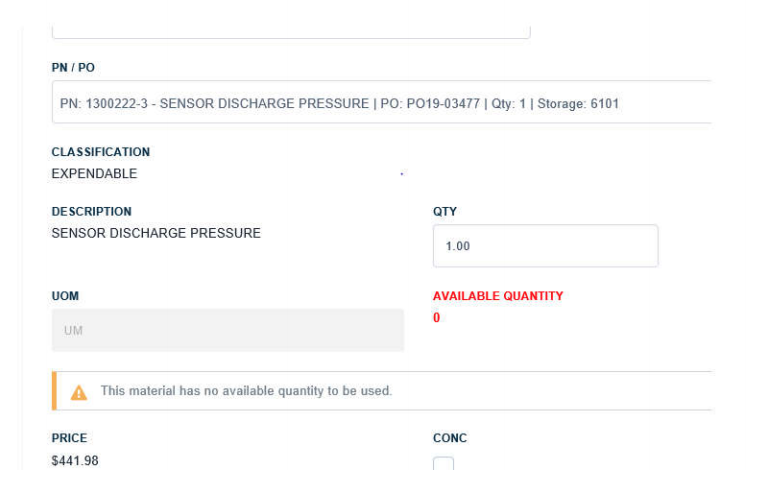 PN / PO
PN: 1300222-3 - SENSOR DISCHARGE PRESSURE | PO: PO19-03477 | Qty: 1 | Storage: 6101
CLASSIFICATION
EXPENDABLE
DESCRIPTION
SENSOR DISCHARGE PRESSURE
QTY
1.00
UOM
UM
AVAILABLE QUANTITY
0
This material has no available quantity to be used.
PRICE
$441.98
CONC